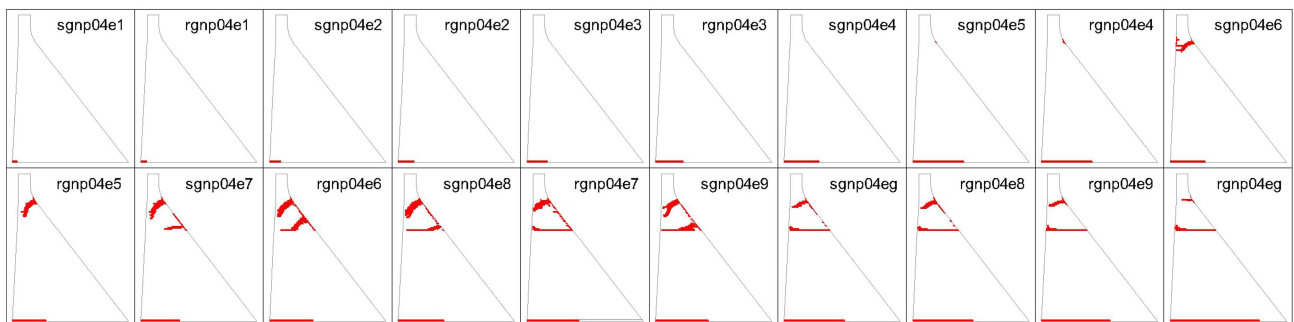 sgnp04e1
rgnp04e1
sgnp04e2
rgnp04e2
sgnp04e3
rgnp04e3
sgnp04e4
sgnp04e5
rgnp04e4
sgnp04e6
rgnp04e5
sgnp04e7
rgnp04e6
sgnp04e8
rgnp04e7
sgnp04e9
sgnp04eg
rgnp04e8
rgnp04e9
rgnp04eg